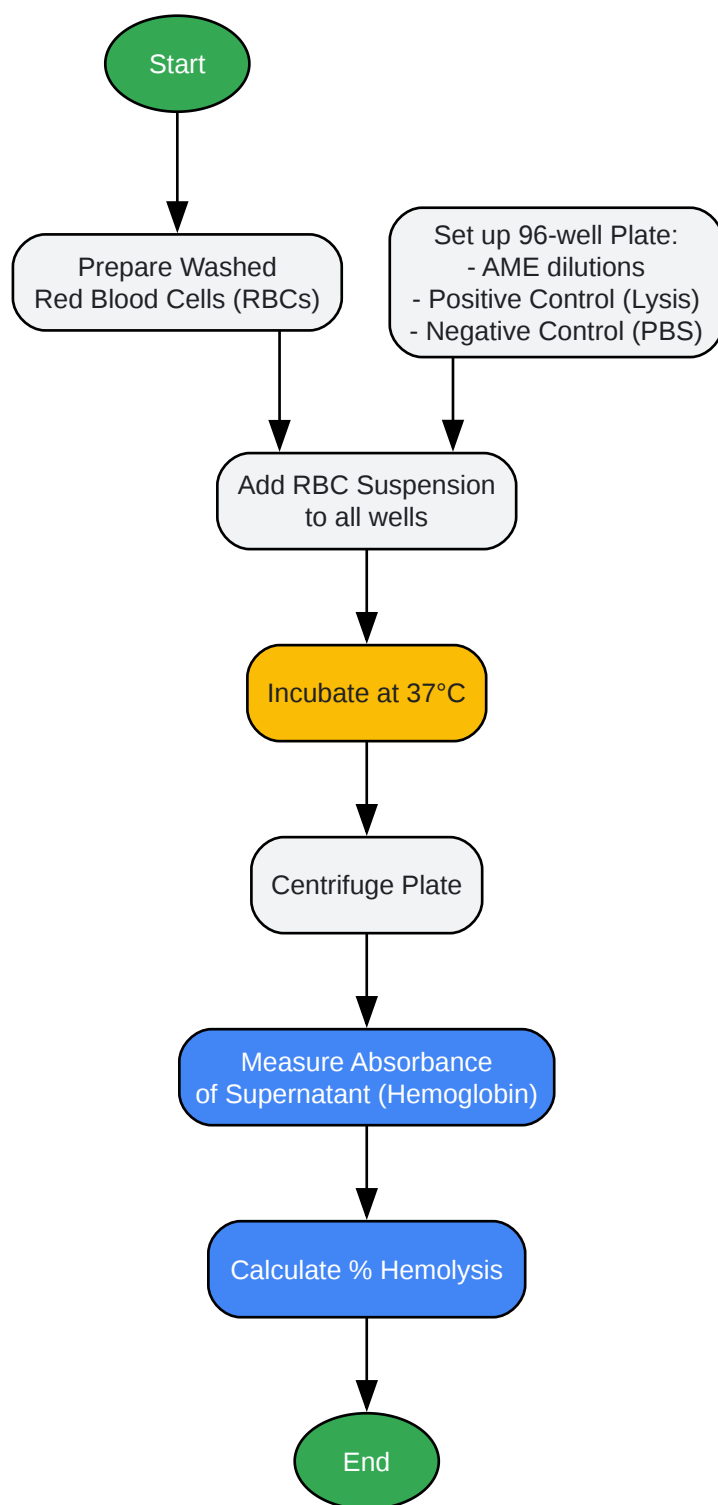 Start
Prepare Washed
Red Blood Cells (RBCs)
Set up 96-well Plate:
- AME dilutions
- Positive Control (Lysis)
- Negative Control (PBS)
Add RBC Suspension
to all wells
Incubate at 37°C
Centrifuge Plate
Measure Absorbance
of Supernatant (Hemoglobin)
Calculate % Hemolysis
End